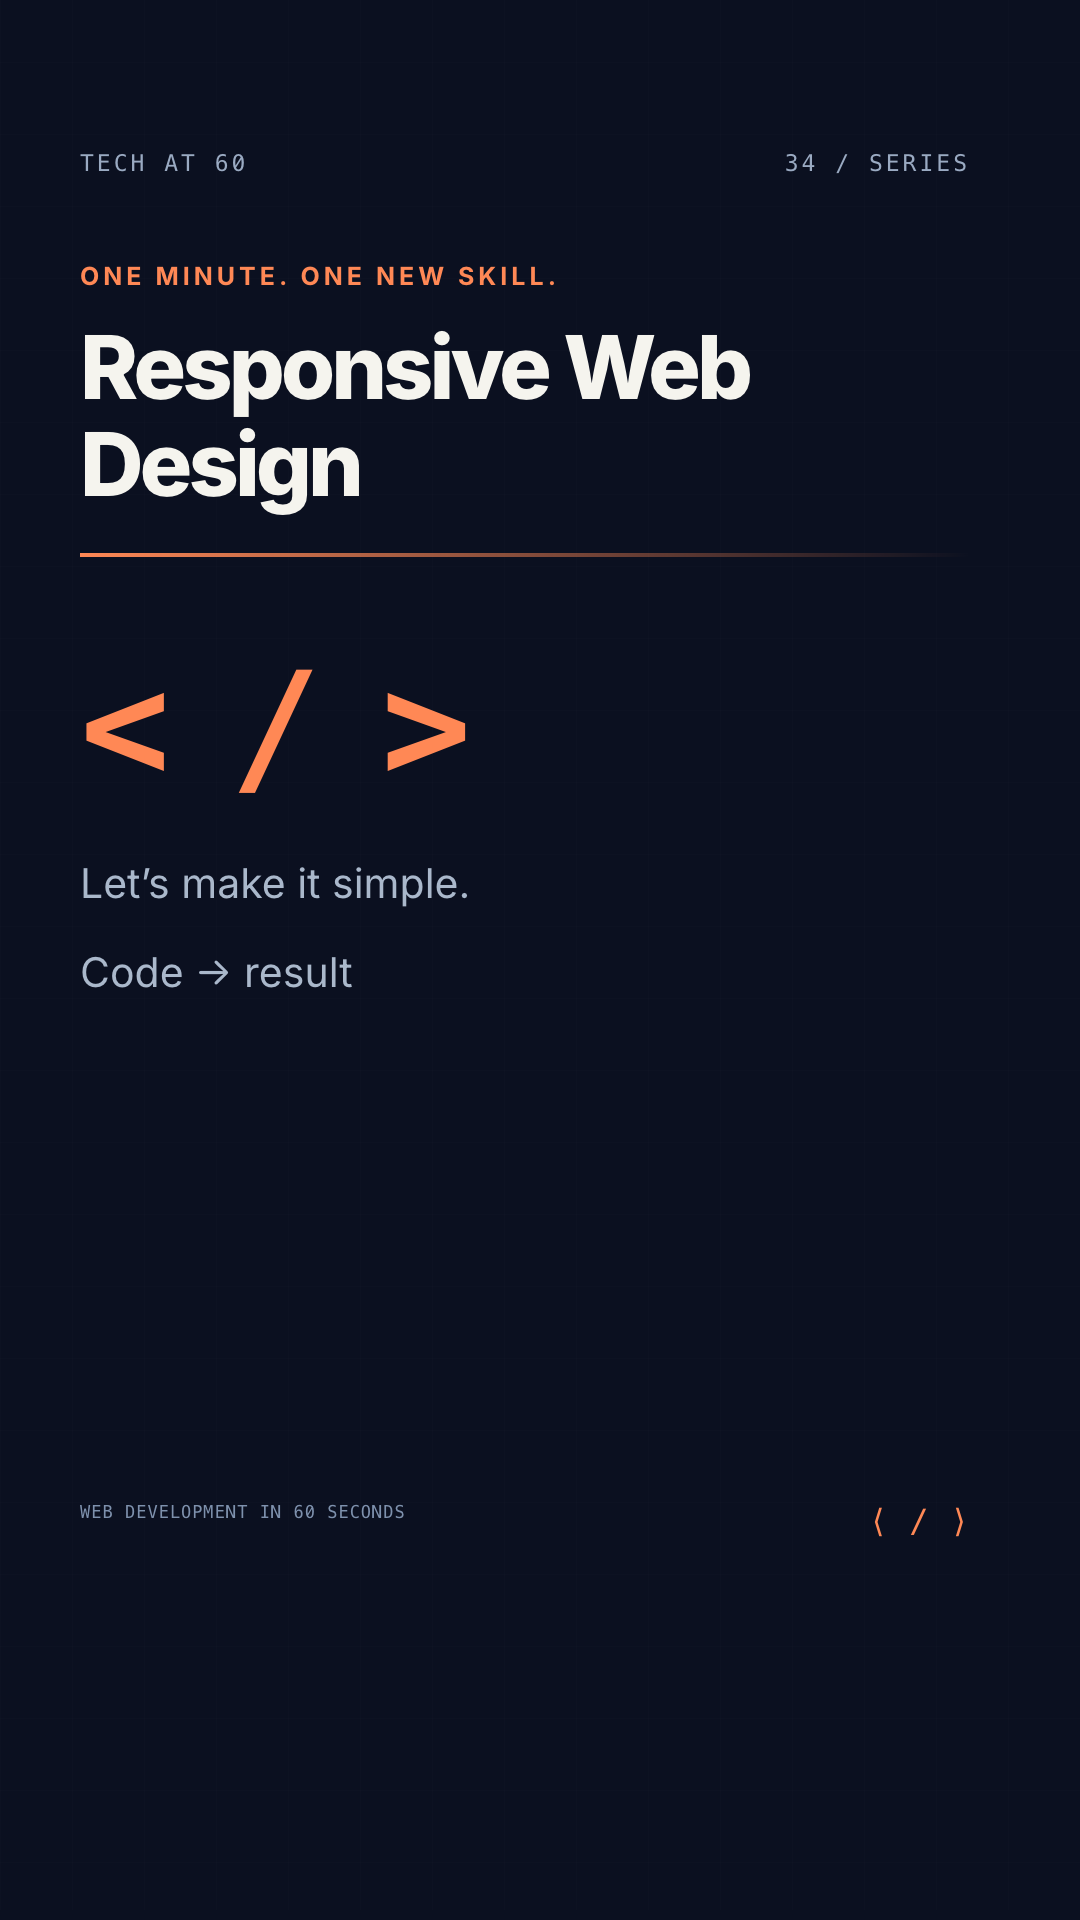 TECH AT 60
34 / SERIES
ONE MINUTE. ONE NEW SKILL.
Responsive Web
Design
< / >
Let’s make it simple.
Code → result
WEB DEVELOPMENT IN 60 SECONDS
⟨ / ⟩